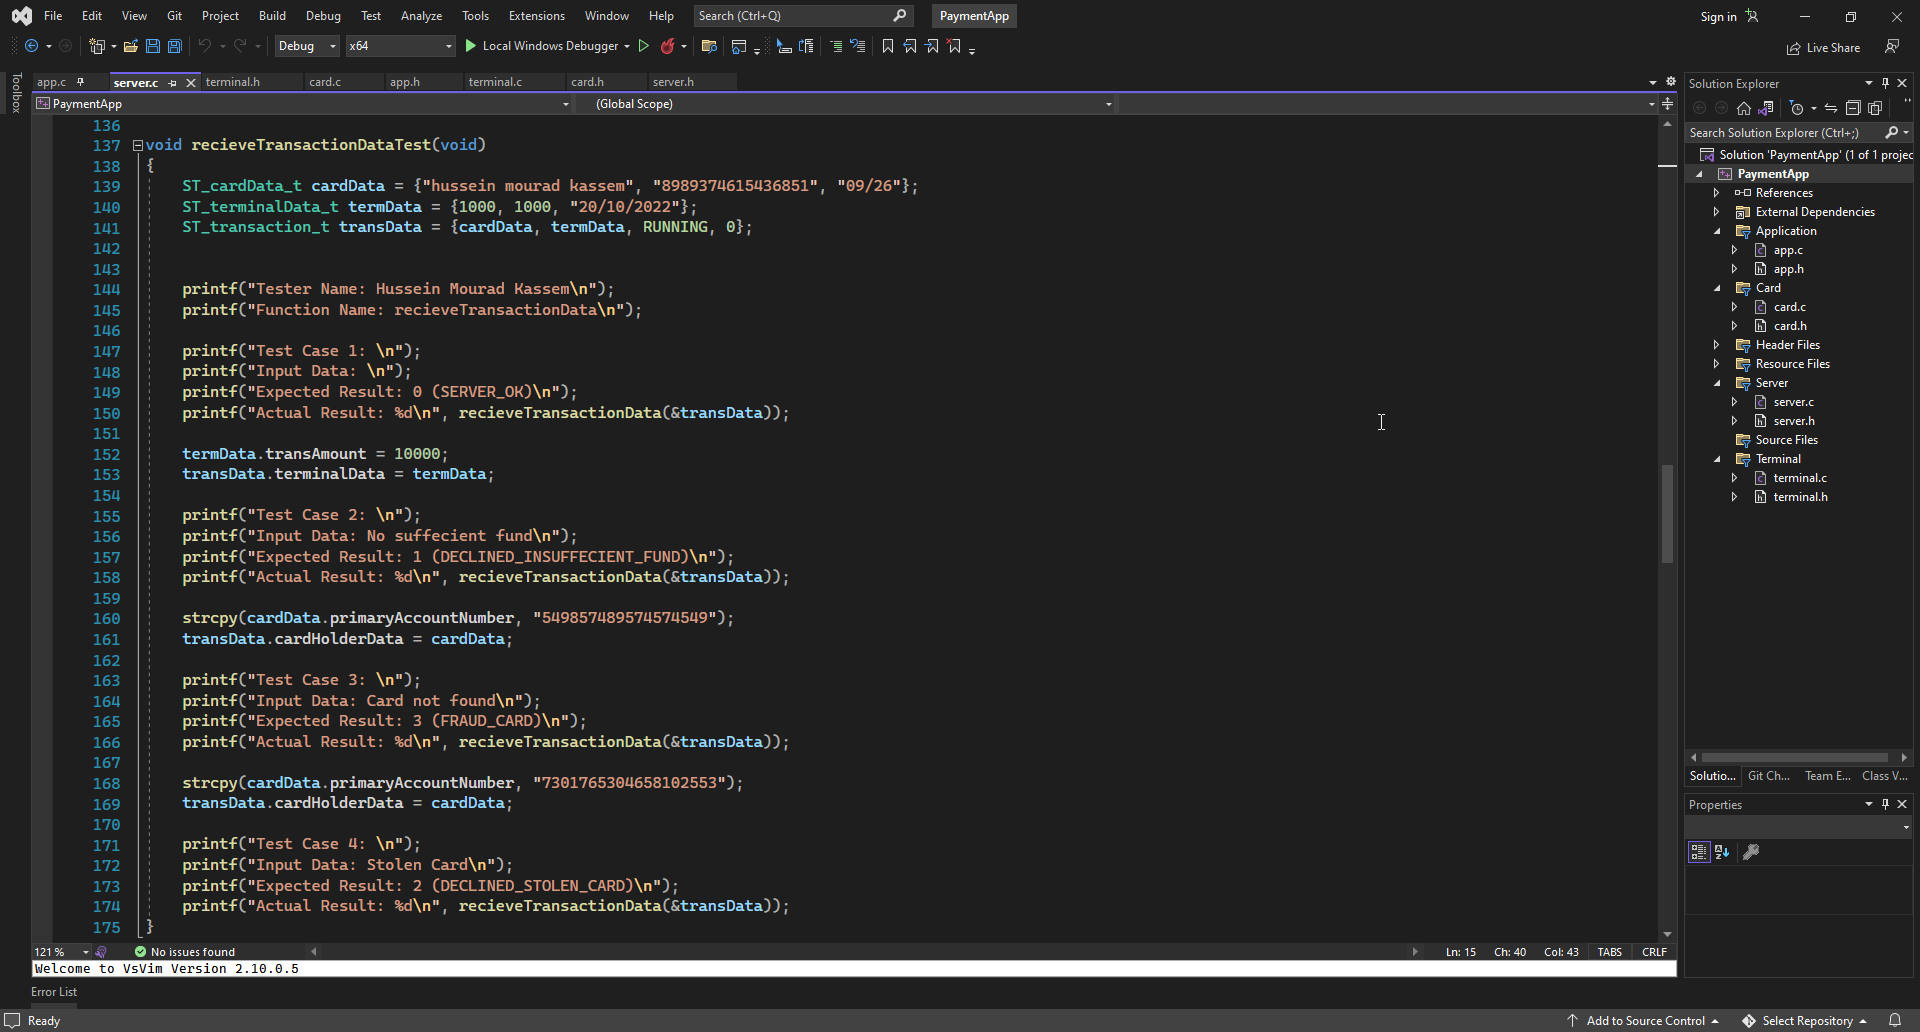 File Edit View Git Project Build Debug Test Analyze Tools Extensions Window Help Search (Ctrl+Q) PaymentApp Sign in
Debug x64 Local Windows Debugger Live Share
Toolbox
app.c server.c terminal.h card.c app.h terminal.c card.h server.h
PaymentApp (Global Scope)
136
137 void recieveTransactionDataTest(void)
138 {
139 ST_cardData_t cardData = {"hussein mourad kassem", "8989374615436851", "09/26"};
140 ST_terminalData_t termData = {1000, 1000, "20/10/2022"};
141 ST_transaction_t transData = {cardData, termData, RUNNING, 0};
142
143
144 printf("Tester Name: Hussein Mourad Kassem\n");
145 printf("Function Name: recieveTransactionData\n");
146
147 printf("Test Case 1: \n");
148 printf("Input Data: \n");
149 printf("Expected Result: 0 (SERVER_OK)\n");
150 printf("Actual Result: %d\n", recieveTransactionData(&transData));
151
152 termData.transAmount = 10000;
153 transData.terminalData = termData;
154
155 printf("Test Case 2: \n");
156 printf("Input Data: No suffecient fund\n");
157 printf("Expected Result: 1 (DECLINED_INSUFFECIENT_FUND)\n");
158 printf("Actual Result: %d\n", recieveTransactionData(&transData));
159
160 strcpy(cardData.primaryAccountNumber, "549857489574574549");
161 transData.cardHolderData = cardData;
162
163 printf("Test Case 3: \n");
164 printf("Input Data: Card not found\n");
165 printf("Expected Result: 3 (FRAUD_CARD)\n");
166 printf("Actual Result: %d\n", recieveTransactionData(&transData));
167
168 strcpy(cardData.primaryAccountNumber, "7301765304658102553");
169 transData.cardHolderData = cardData;
170
171 printf("Test Case 4: \n");
172 printf("Input Data: Stolen Card\n");
173 printf("Expected Result: 2 (DECLINED_STOLEN_CARD)\n");
174 printf("Actual Result: %d\n", recieveTransactionData(&transData));
175 }
121 % No issues found Ln: 15 Ch: 40 Col: 43 TABS CRLF
Welcome to VsVim Version 2.10.0.5
Error List
Solution Explorer
Search Solution Explorer (Ctrl+;)
Solution 'PaymentApp' (1 of 1 projec
PaymentApp
References
External Dependencies
Application
app.c
app.h
Card
card.c
card.h
Header Files
Resource Files
Server
server.c
server.h
Source Files
Terminal
terminal.c
terminal.h
Solutio... Git Ch... Team E... Class V...
Properties
Ready Add to Source Control Select Repository